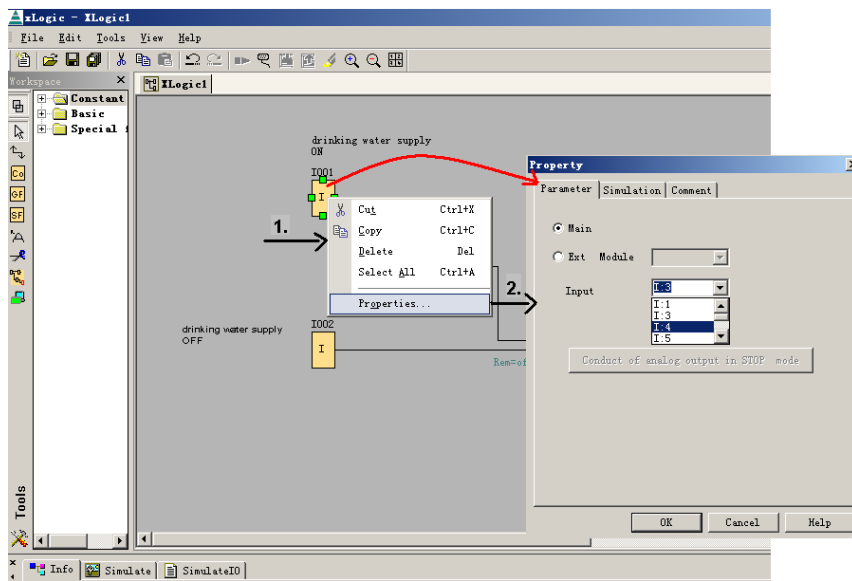 xLogic - XLogic1
File Edit Tools View Help
Workspace ×
XLogic1
Constant
Basic
Special
Co
GF
SF
Tools
drinking water supply
ON
I001
I
1.
Cut Ctrl+X
Copy Ctrl+C
Delete Del
Select All Ctrl+A
Properties...
2.
drinking water supply
OFF
I002
I
Rem=of
Property
Parameter Simulation Comment
Main
Ext Module
Input I:3
I:1
I:3
I:4
I:5
Conduct of analog output in STOP mode
OK Cancel Help
Info Simulate SimulateIO